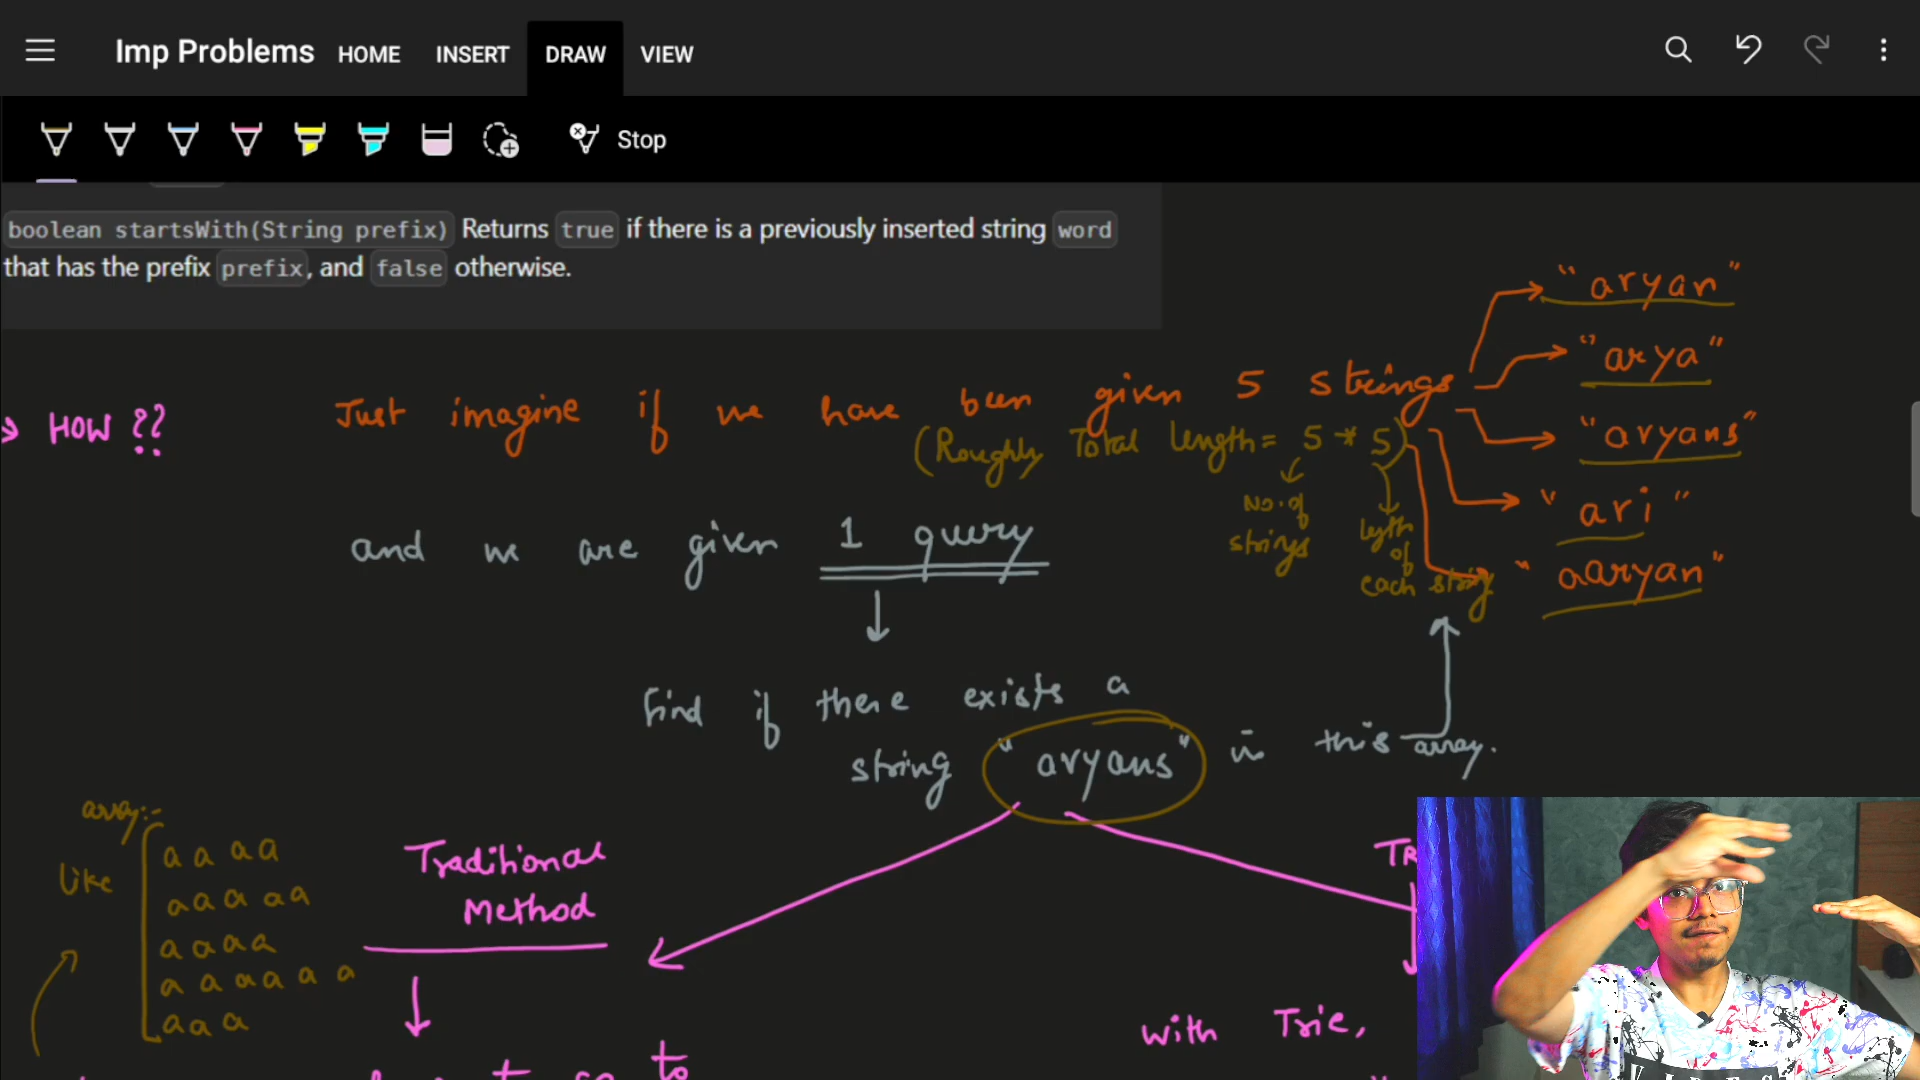 Imp Problems HOME INSERT DRAW VIEW
Stop
boolean startsWith(String prefix) Returns true if there is a previously inserted string word
that has the prefix prefix, and false otherwise.
"aryan"
"arya"
"aryans"
"ari"
"aaryan"
HOW ??
Just imagine if we have been given 5 strings
(Roughly Total length = 5 * 5)
No. of
strings
of
each string
and we are given 1 query
find if there exists a
string "aryans" in this array.
array:-
like
a a a a
a a a a a
a a a a
a a a a a a
a a a
Traditional
Method
TR
with Trie,
to